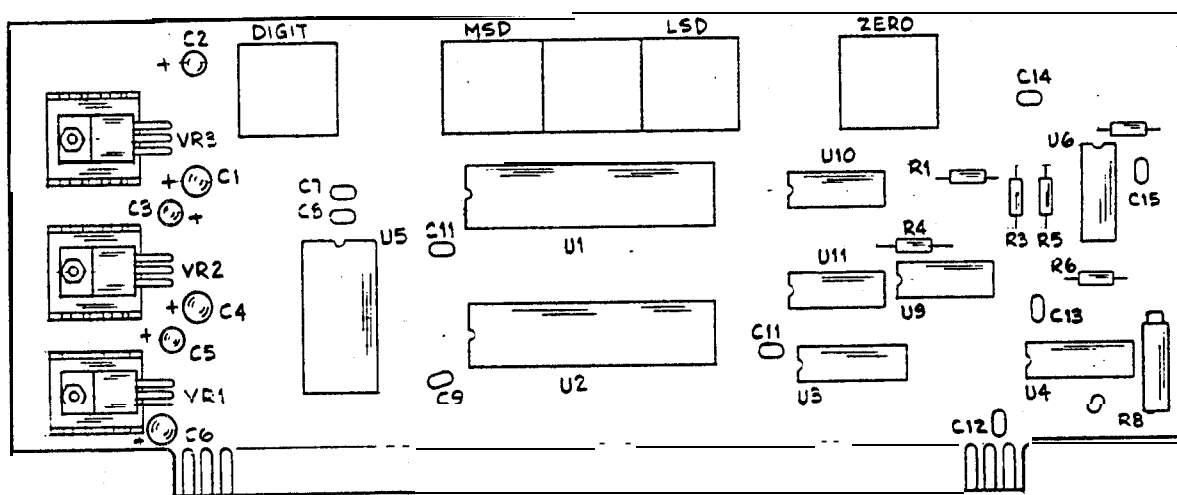 C2
DIGIT
MSD
LSD
ZERO
C14
+
VR3
U6
U10
R1
+
C1
C7
C3
+
C8
C15
U5
C11
U1
R4
R3
R5
U11
VR2
R6
+
C4
U9
C13
+
C5
C11
U2
C9
U3
U4
VR1
R8
+
C6
C12